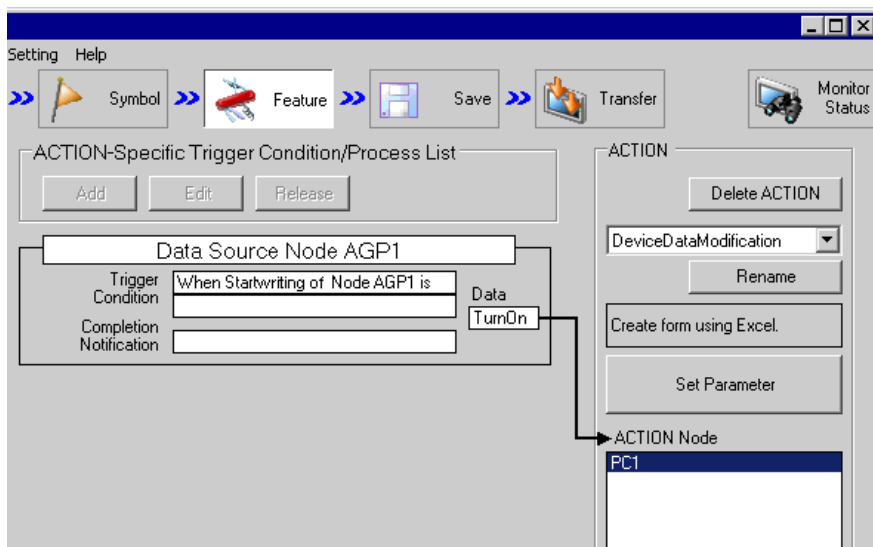 Setting Help
Symbol Feature Save Transfer Monitor Status
ACTION-Specific Trigger Condition/Process List
Add Edit Release
ACTION
Delete ACTION
DeviceDataModification
Rename
Create form using Excel.
Set Parameter
ACTION Node
PC1
Data Source Node AGP1
Trigger Condition
When Startwriting of Node AGP1 is
Completion Notification
Data
TurnOn